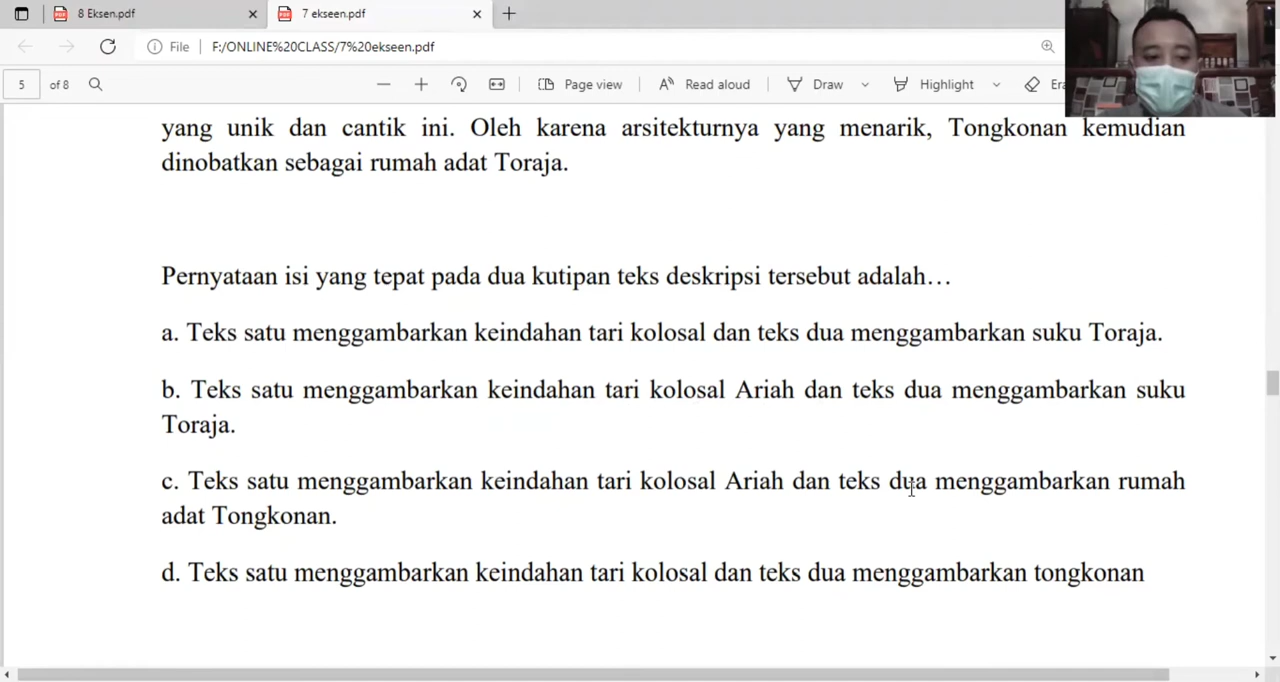 8 Eksen.pdf
7 ekseen.pdf
File F:/ONLINE%20CLASS/7%20ekseen.pdf
5 of 8 Page view Read aloud Draw Highlight
yang unik dan cantik ini. Oleh karena arsitekturnya yang menarik, Tongkonan kemudian
dinobatkan sebagai rumah adat Toraja.
Pernyataan isi yang tepat pada dua kutipan teks deskripsi tersebut adalah…
a. Teks satu menggambarkan keindahan tari kolosal dan teks dua menggambarkan suku Toraja.
b. Teks satu menggambarkan keindahan tari kolosal Ariah dan teks dua menggambarkan suku
Toraja.
c. Teks satu menggambarkan keindahan tari kolosal Ariah dan teks dua menggambarkan rumah
adat Tongkonan.
d. Teks satu menggambarkan keindahan tari kolosal dan teks dua menggambarkan tongkonan